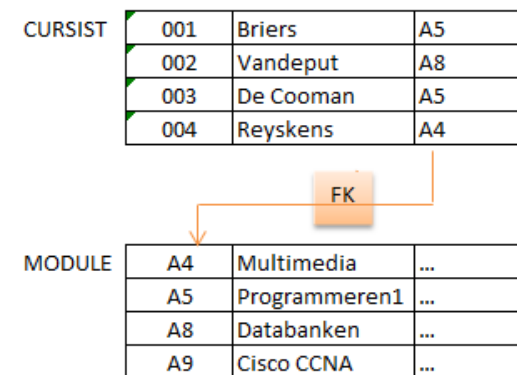 CURSIST 001 Briers A5
002 Vandeput A8
003 De Cooman A5
004 Reyskens A4
FK
MODULE A4 Multimedia ...
A5 Programmeren1 ...
A8 Databanken ...
A9 Cisco CCNA ...